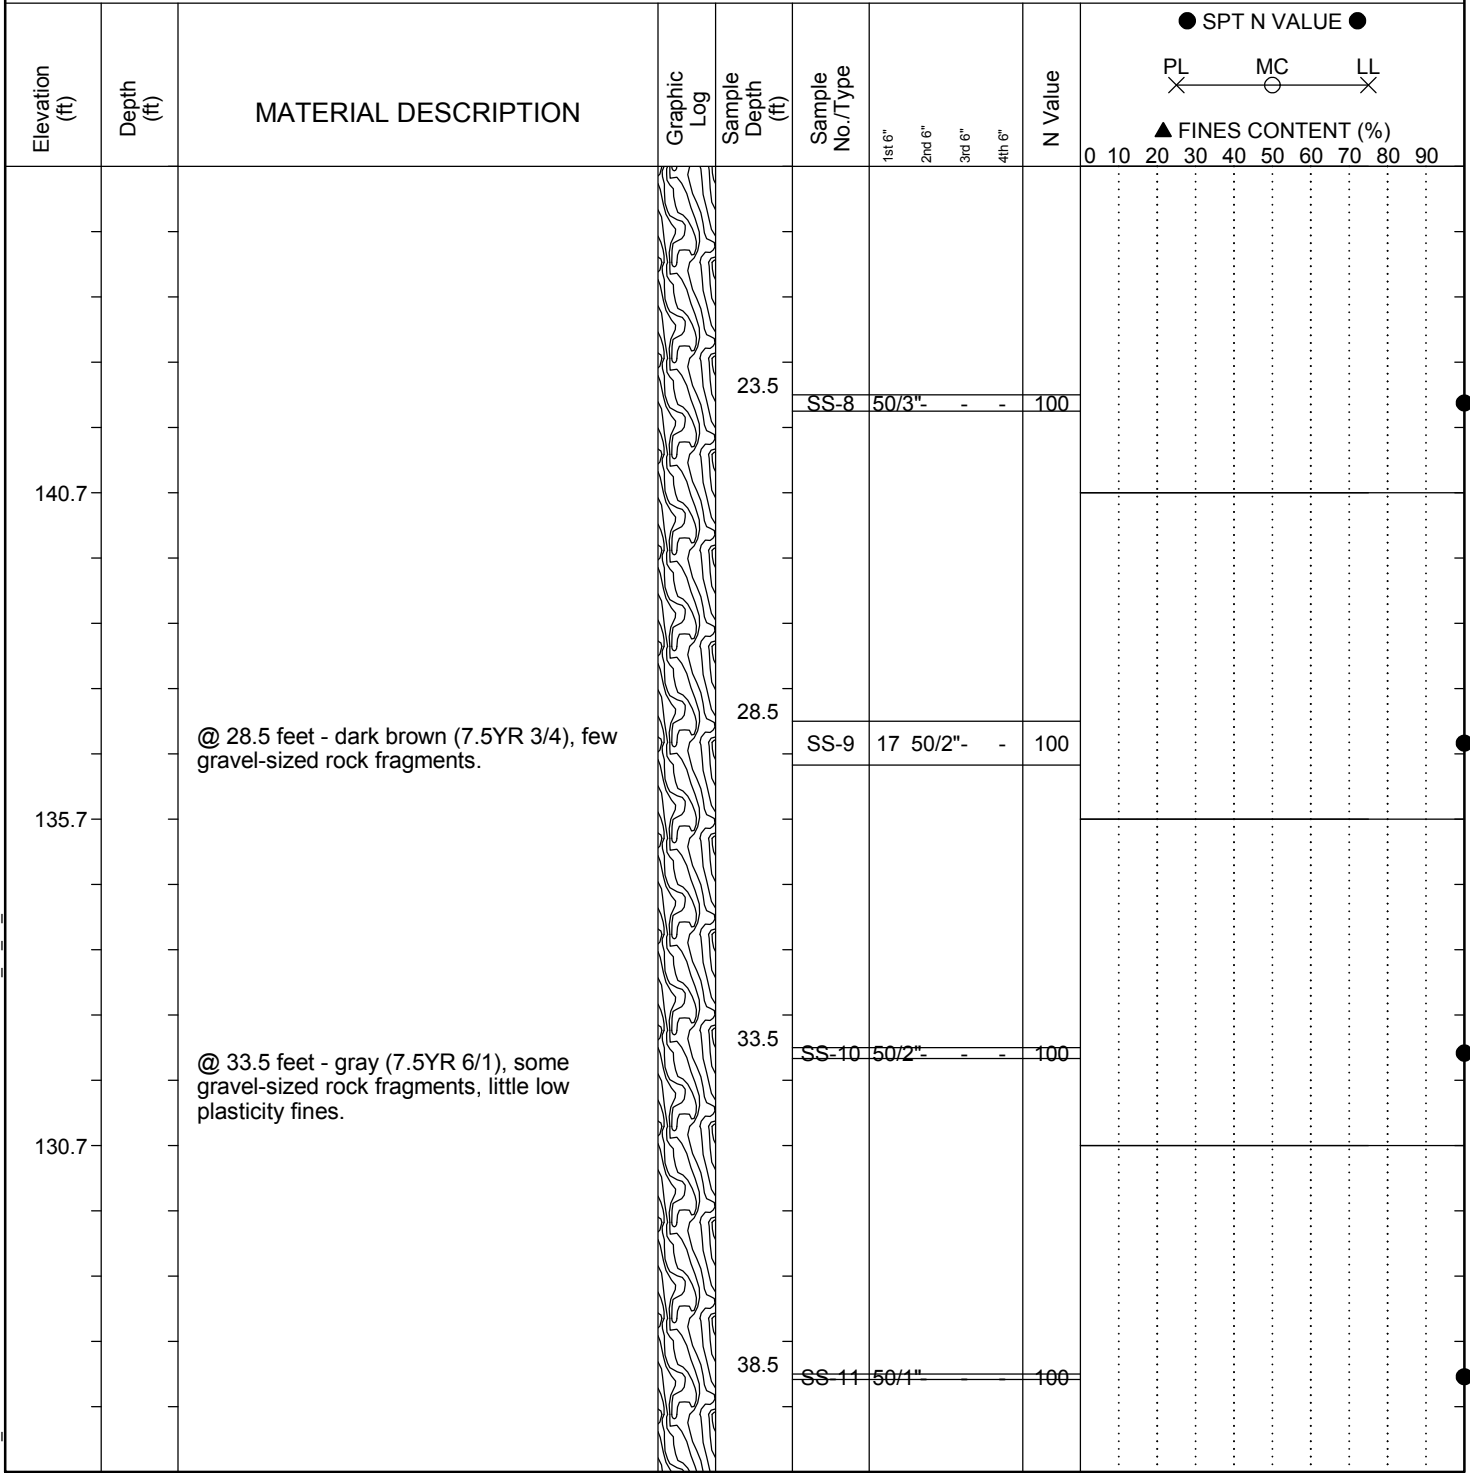 ● SPT N VALUE ●
PL MC LL
▲ FINES CONTENT (%)
0 10 20 30 40 50 60 70 80 90
Elevation
(ft)
Depth
(ft)
MATERIAL DESCRIPTION
Graphic
Log
Sample
Depth
(ft)
Sample
No./Type
1st 6"
2nd 6"
3rd 6"
4th 6"
N Value
23.5
SS-8 50/3"- - - 100
140.7
28.5
@ 28.5 feet - dark brown (7.5YR 3/4), few
gravel-sized rock fragments.
SS-9 17 50/2"- - 100
135.7
33.5
SS-10 50/2"- - - 100
@ 33.5 feet - gray (7.5YR 6/1), some
gravel-sized rock fragments, little low
plasticity fines.
130.7
38.5
SS-11 50/1"- - - 100